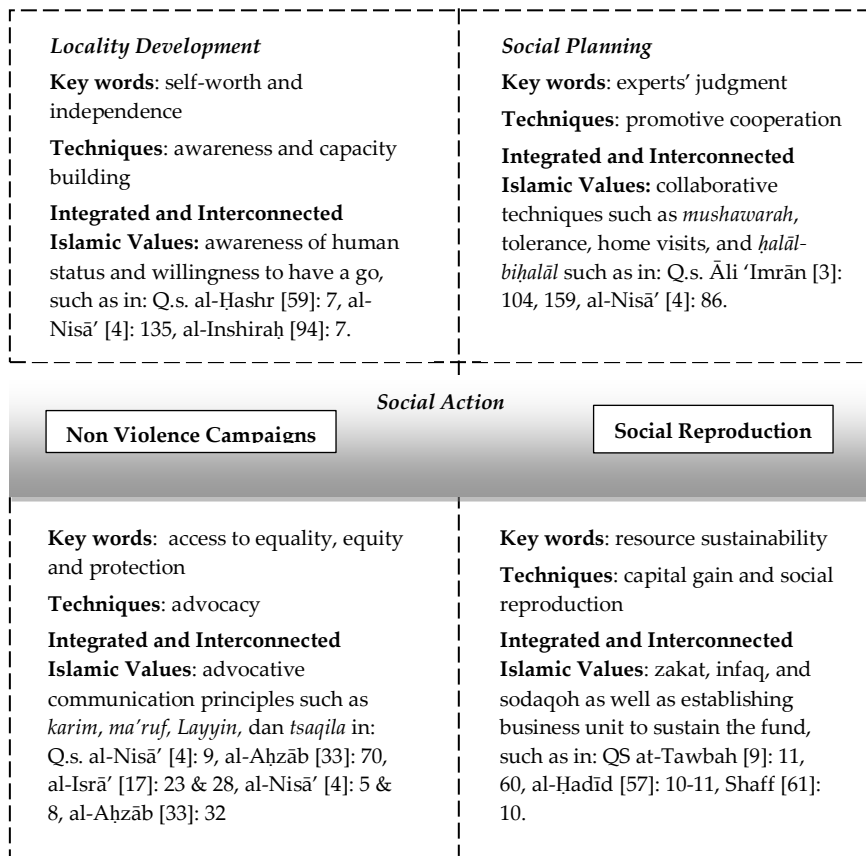 Locality Development
Key words: self-worth and
independence
Techniques: awareness and capacity
building
Integrated and Interconnected
Islamic Values: awareness of human
status and willingness to have a go,
such as in: Q.s. al-Ḥashr [59]: 7, al-
Nisā’ [4]: 135, al-Inshiraḥ [94]: 7.
Social Planning
Key words: experts’ judgment
Techniques: promotive cooperation
Integrated and Interconnected
Islamic Values: collaborative
techniques such as mushawarah,
tolerance, home visits, and ḥalāl-
biḥalāl such as in: Q.s. Āli ‘Imrān [3]:
104, 159, al-Nisā’ [4]: 86.
Social Action
Non Violence Campaigns
Social Reproduction
Key words: access to equality, equity
and protection
Techniques: advocacy
Integrated and Interconnected
Islamic Values: advocative
communication principles such as
karim, ma’ruf, Layyin, dan tsaqila in:
Q.s. al-Nisā’ [4]: 9, al-Aḥzāb [33]: 70,
al-Isrā’ [17]: 23 & 28, al-Nisā’ [4]: 5 &
8, al-Aḥzāb [33]: 32
Key words: resource sustainability
Techniques: capital gain and social
reproduction
Integrated and Interconnected
Islamic Values: zakat, infaq, and
sodaqoh as well as establishing
business unit to sustain the fund,
such as in: QS at-Tawbah [9]: 11,
60, al-Ḥadīd [57]: 10-11, Shaff [61]:
10.